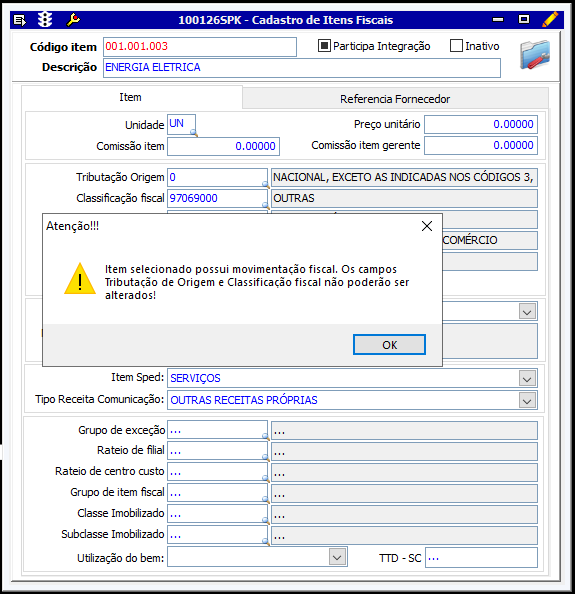 100126SPK - Cadastro de Itens Fiscais
Código item 001.001.003 Participa Integração Inativo
Descrição ENERGIA ELETRICA
Item Referencia Fornecedor
Unidade UN Preço unitário 0.00000
Comissão item 0.00000 Comissão item gerente 0.00000
Tributação Origem 0 NACIONAL, EXCETO AS INDICADAS NOS CÓDIGOS 3,
Classificação fiscal 97069000 OUTRAS
Atenção!!!
COMÉRCIO
Item selecionado possui movimentação fiscal. Os campos
Tributação de Origem e Classificação fiscal não poderão ser
alterados!
OK
Item Sped: SERVIÇOS
Tipo Receita Comunicação: OUTRAS RECEITAS PRÓPRIAS
Grupo de exceção ... ...
Rateio de filial ... ...
Rateio de centro custo ... ...
Grupo de item fiscal ... ...
Classe Imobilizado ... ...
Subclasse Imobilizado ... ...
Utilização do bem: TTD - SC ...